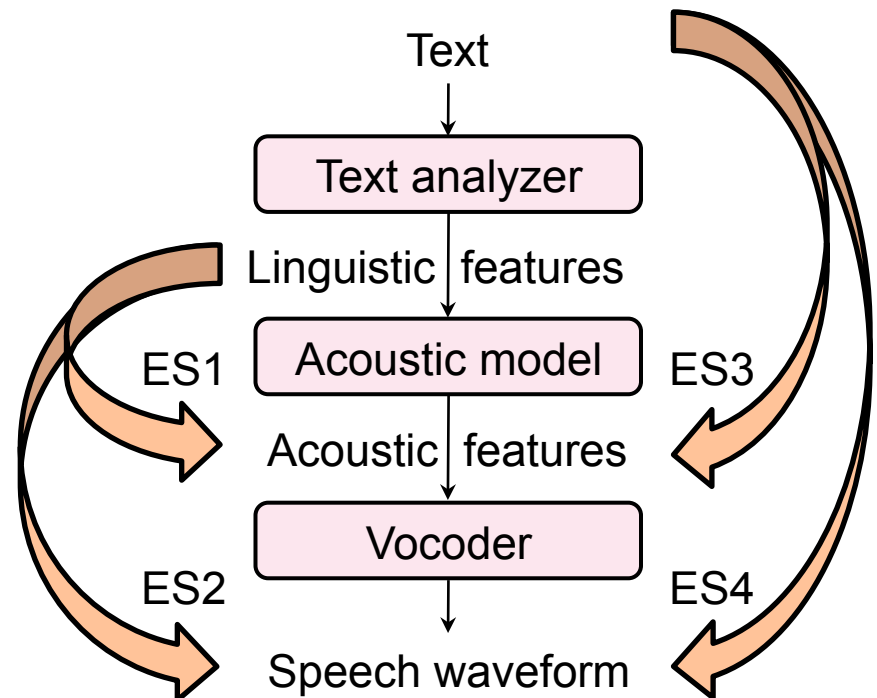 Text
Text analyzer
Linguistic features
ES1
Acoustic model
ES3
Acoustic features
Vocoder
ES2
ES4
Speech waveform